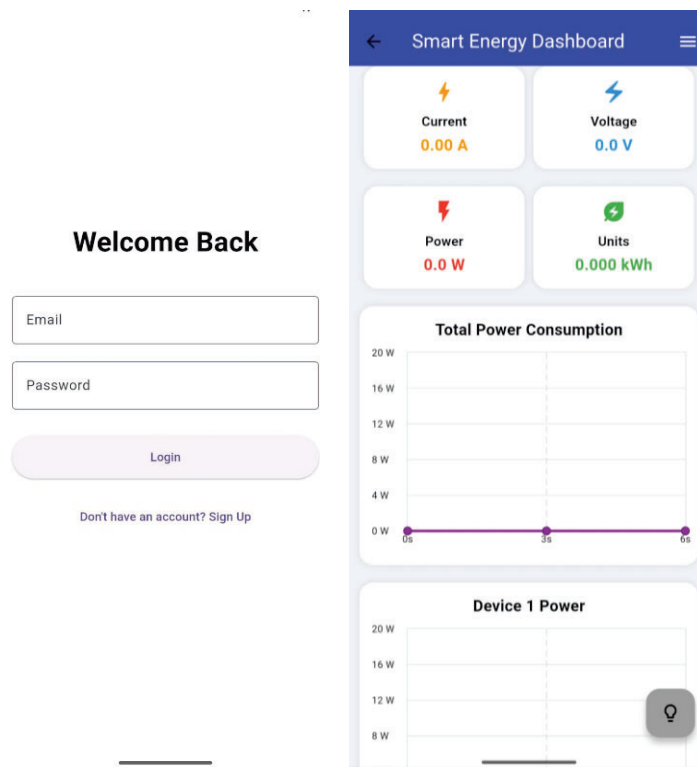 Welcome Back
Email
Password
Login
Don't have an account? Sign Up
Smart Energy Dashboard
Current
0.00 A
Voltage
0.0 V
Power
0.0 W
Units
0.000 kWh
Total Power Consumption
20 W
16 W
12 W
8 W
4 W
0 W
0s
3s
6s
Device 1 Power
20 W
16 W
12 W
8 W